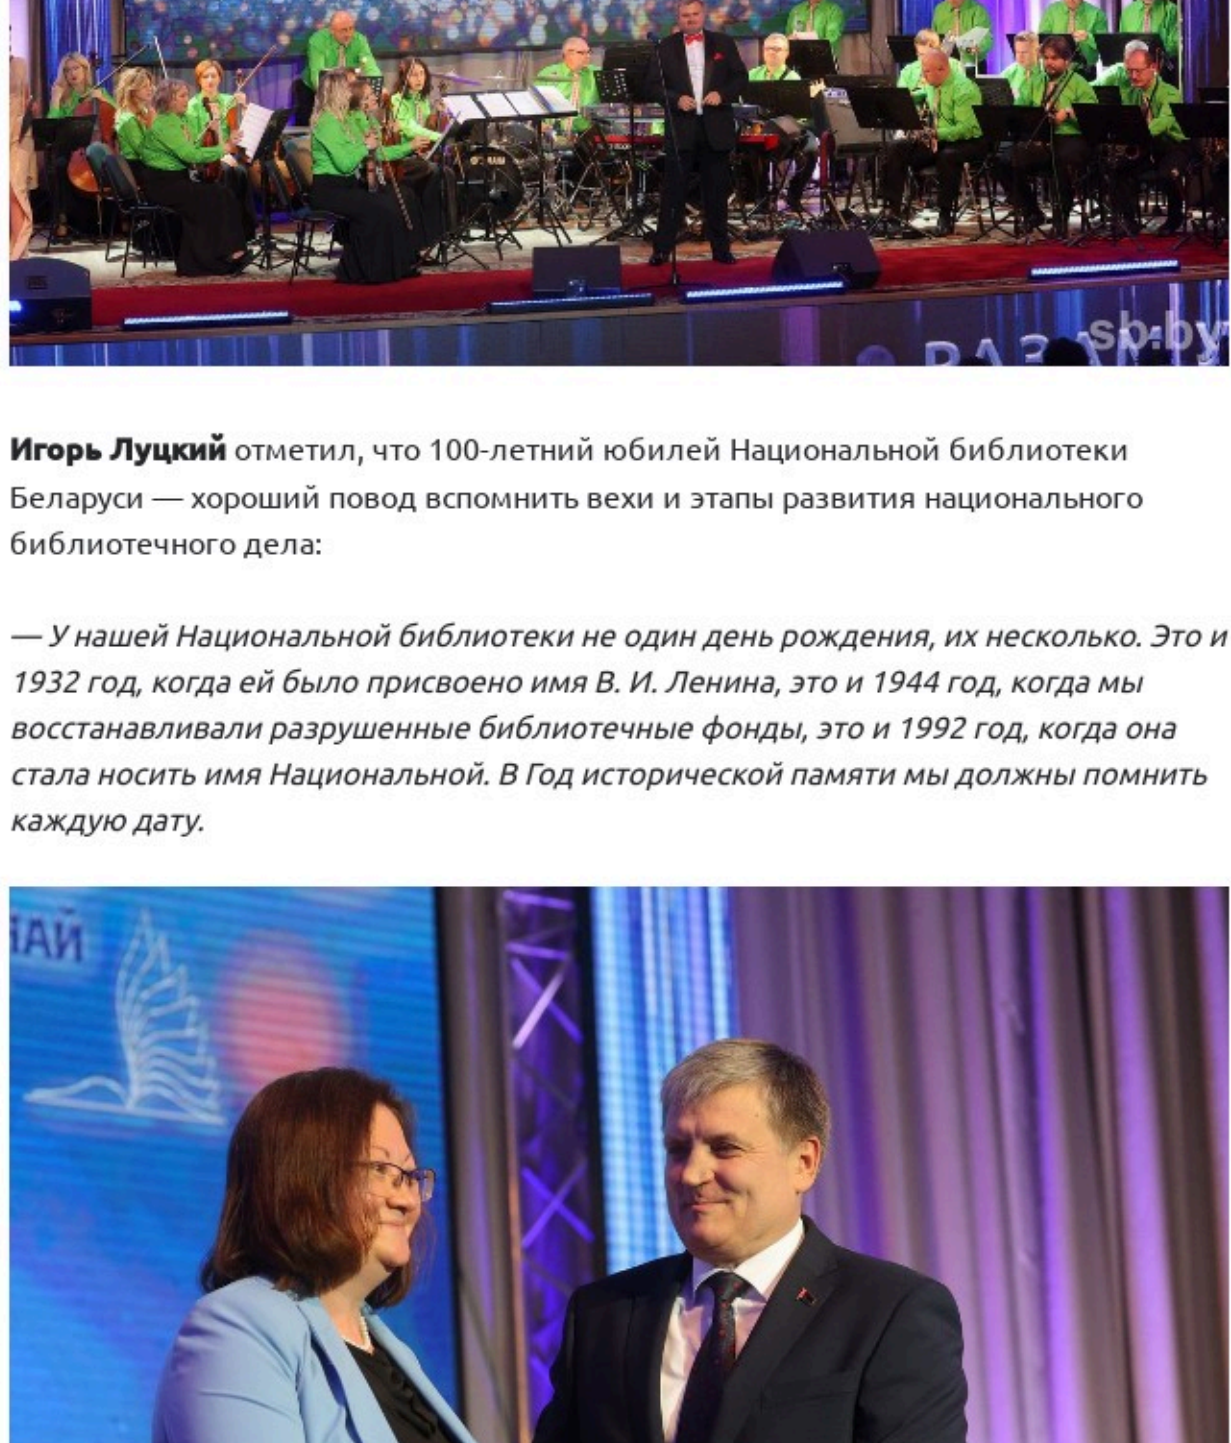 sb.by
Игорь Луцкий отметил, что 100-летний юбилей Национальной библиотеки
Беларуси — хороший повод вспомнить вехи и этапы развития национального
библиотечного дела:
— У нашей Национальной библиотеки не один день рождения, их несколько. Это и
1932 год, когда ей было присвоено имя В. И. Ленина, это и 1944 год, когда мы
восстанавливали разрушенные библиотечные фонды, это и 1992 год, когда она
стала носить имя Национальной. В Год исторической памяти мы должны помнить
каждую дату.
НАЙ